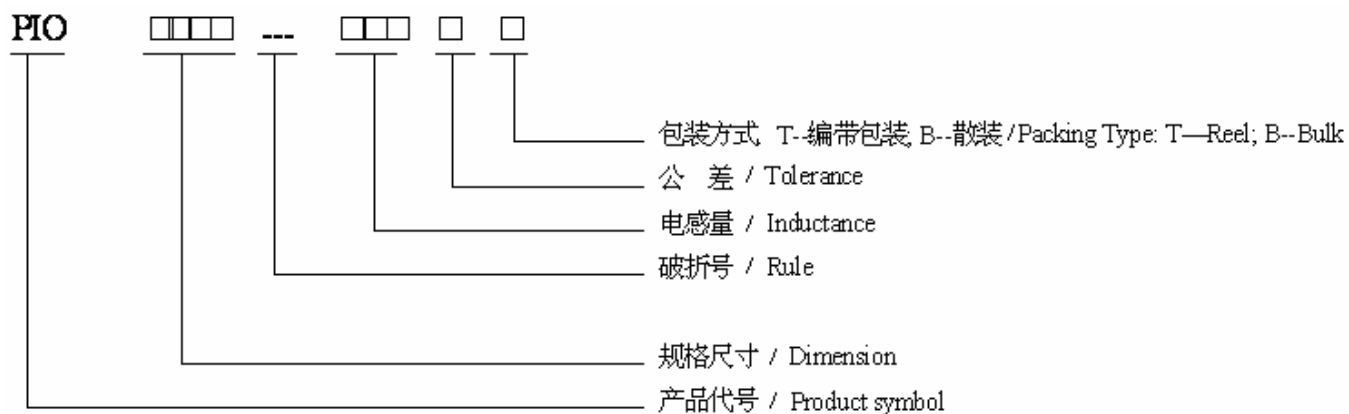 PIO □□□□ --- □□□ □ □
包装方式, T--编带包装; B--散装 / Packing Type: T—Reel; B--Bulk
公 差 / Tolerance
电感量 / Inductance
破折号 / Rule
规格尺寸 / Dimension
产品代号 / Product symbol